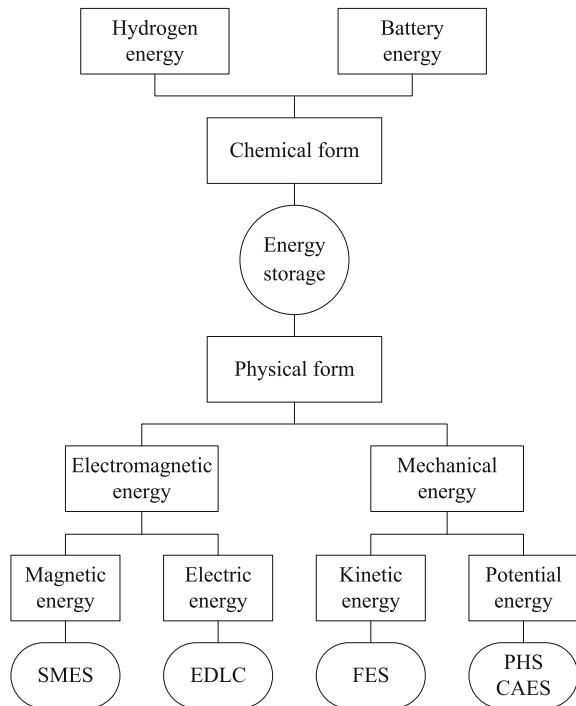 Hydrogen
energy
Battery
energy
Chemical form
Energy
storage
Physical form
Electromagnetic
energy
Mechanical
energy
Magnetic
energy
Electric
energy
Kinetic
energy
Potential
energy
SMES
EDLC
FES
PHS
CAES